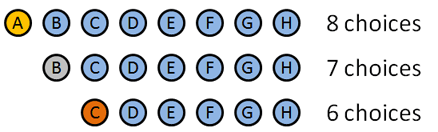 A B C D E F G H 8 choices
B C D E F G H 7 choices
C D E F G H 6 choices